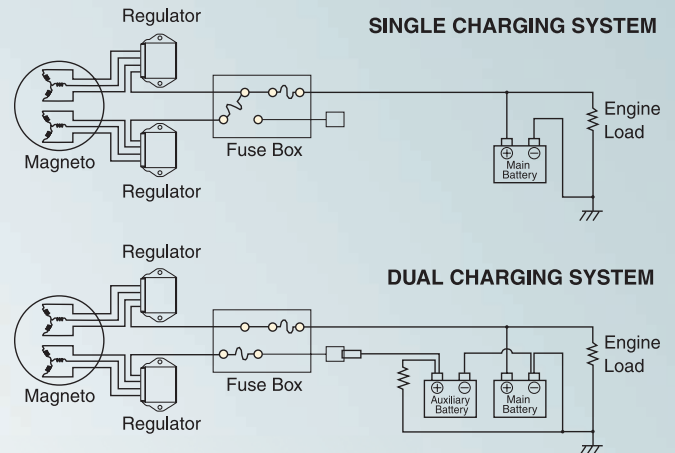 Regulator
SINGLE CHARGING SYSTEM
Magneto
Fuse Box
Regulator
⊕ ⊖
Main
Battery
Engine
Load
Regulator
DUAL CHARGING SYSTEM
Magneto
Fuse Box
Regulator
⊕ ⊖
Auxiliary
Battery
⊕ ⊖
Main
Battery
Engine
Load